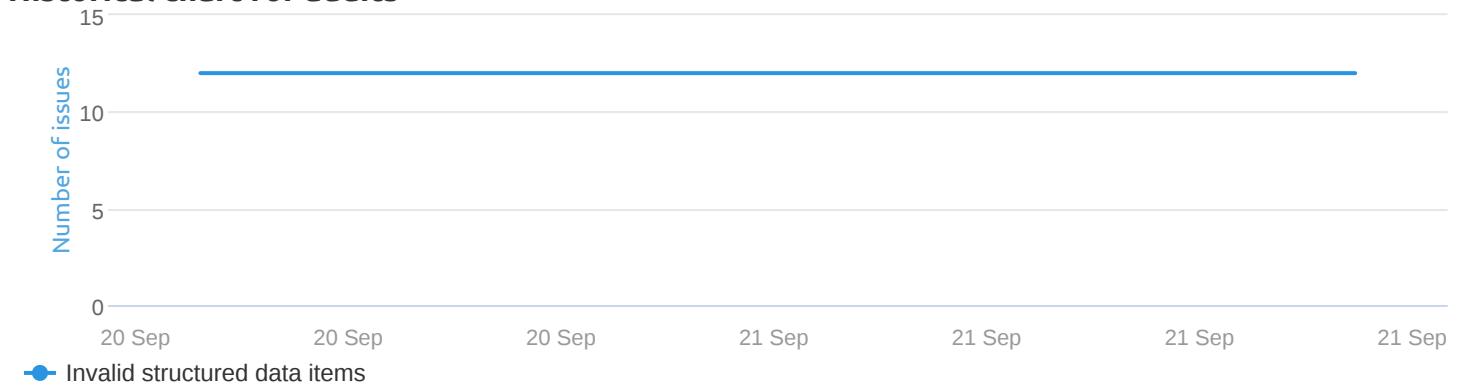 15
10
5
0
Number of issues
20 Sep 20 Sep 20 Sep 21 Sep 21 Sep 21 Sep 21 Sep
Invalid structured data items